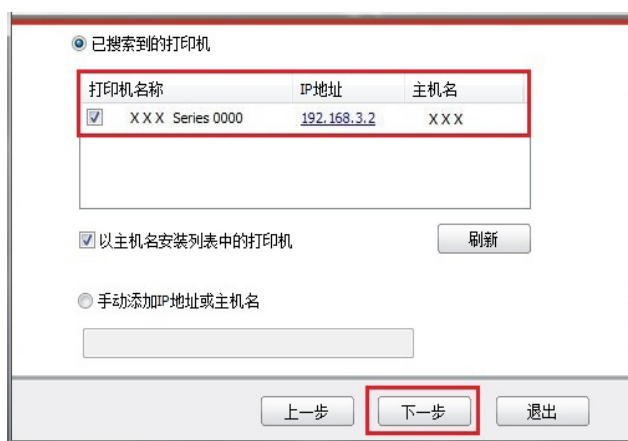 已搜索到的打印机
打印机名称 IP地址 主机名
XXX Series 0000 192.168.3.2 XXX
以主机名安装列表中的打印机 刷新
手动添加IP地址或主机名
上一步 下一步 退出